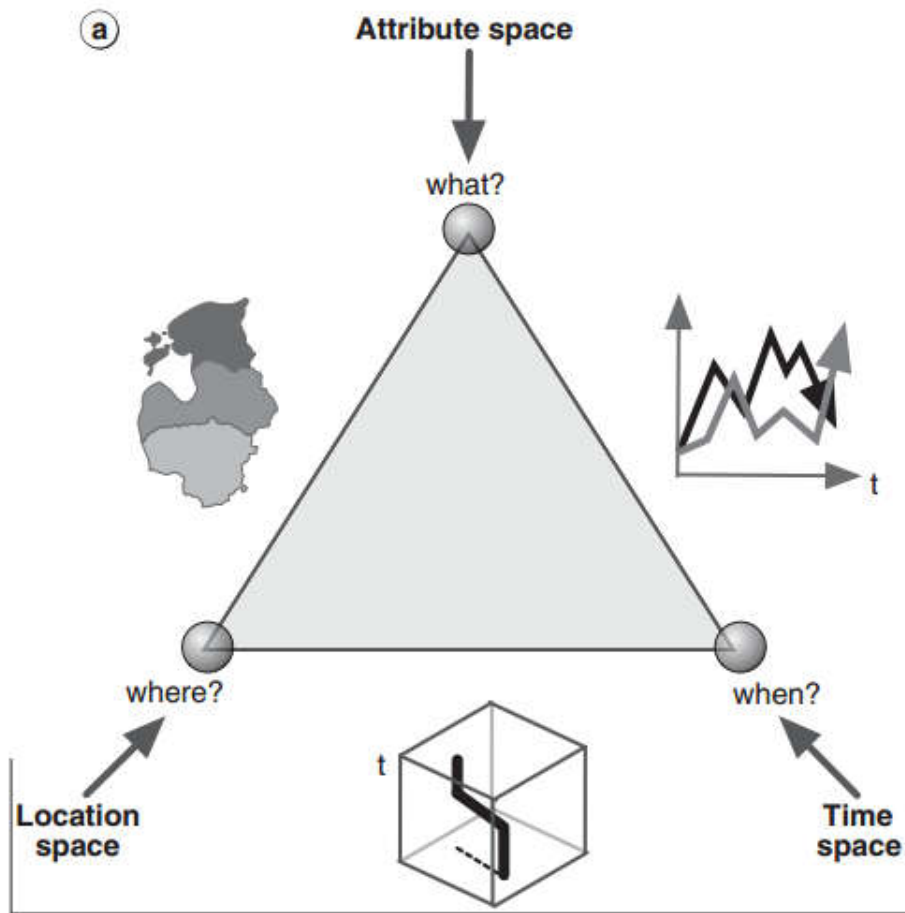 a
Attribute space
what?
t
where?
when?
t
Location
space
Time
space